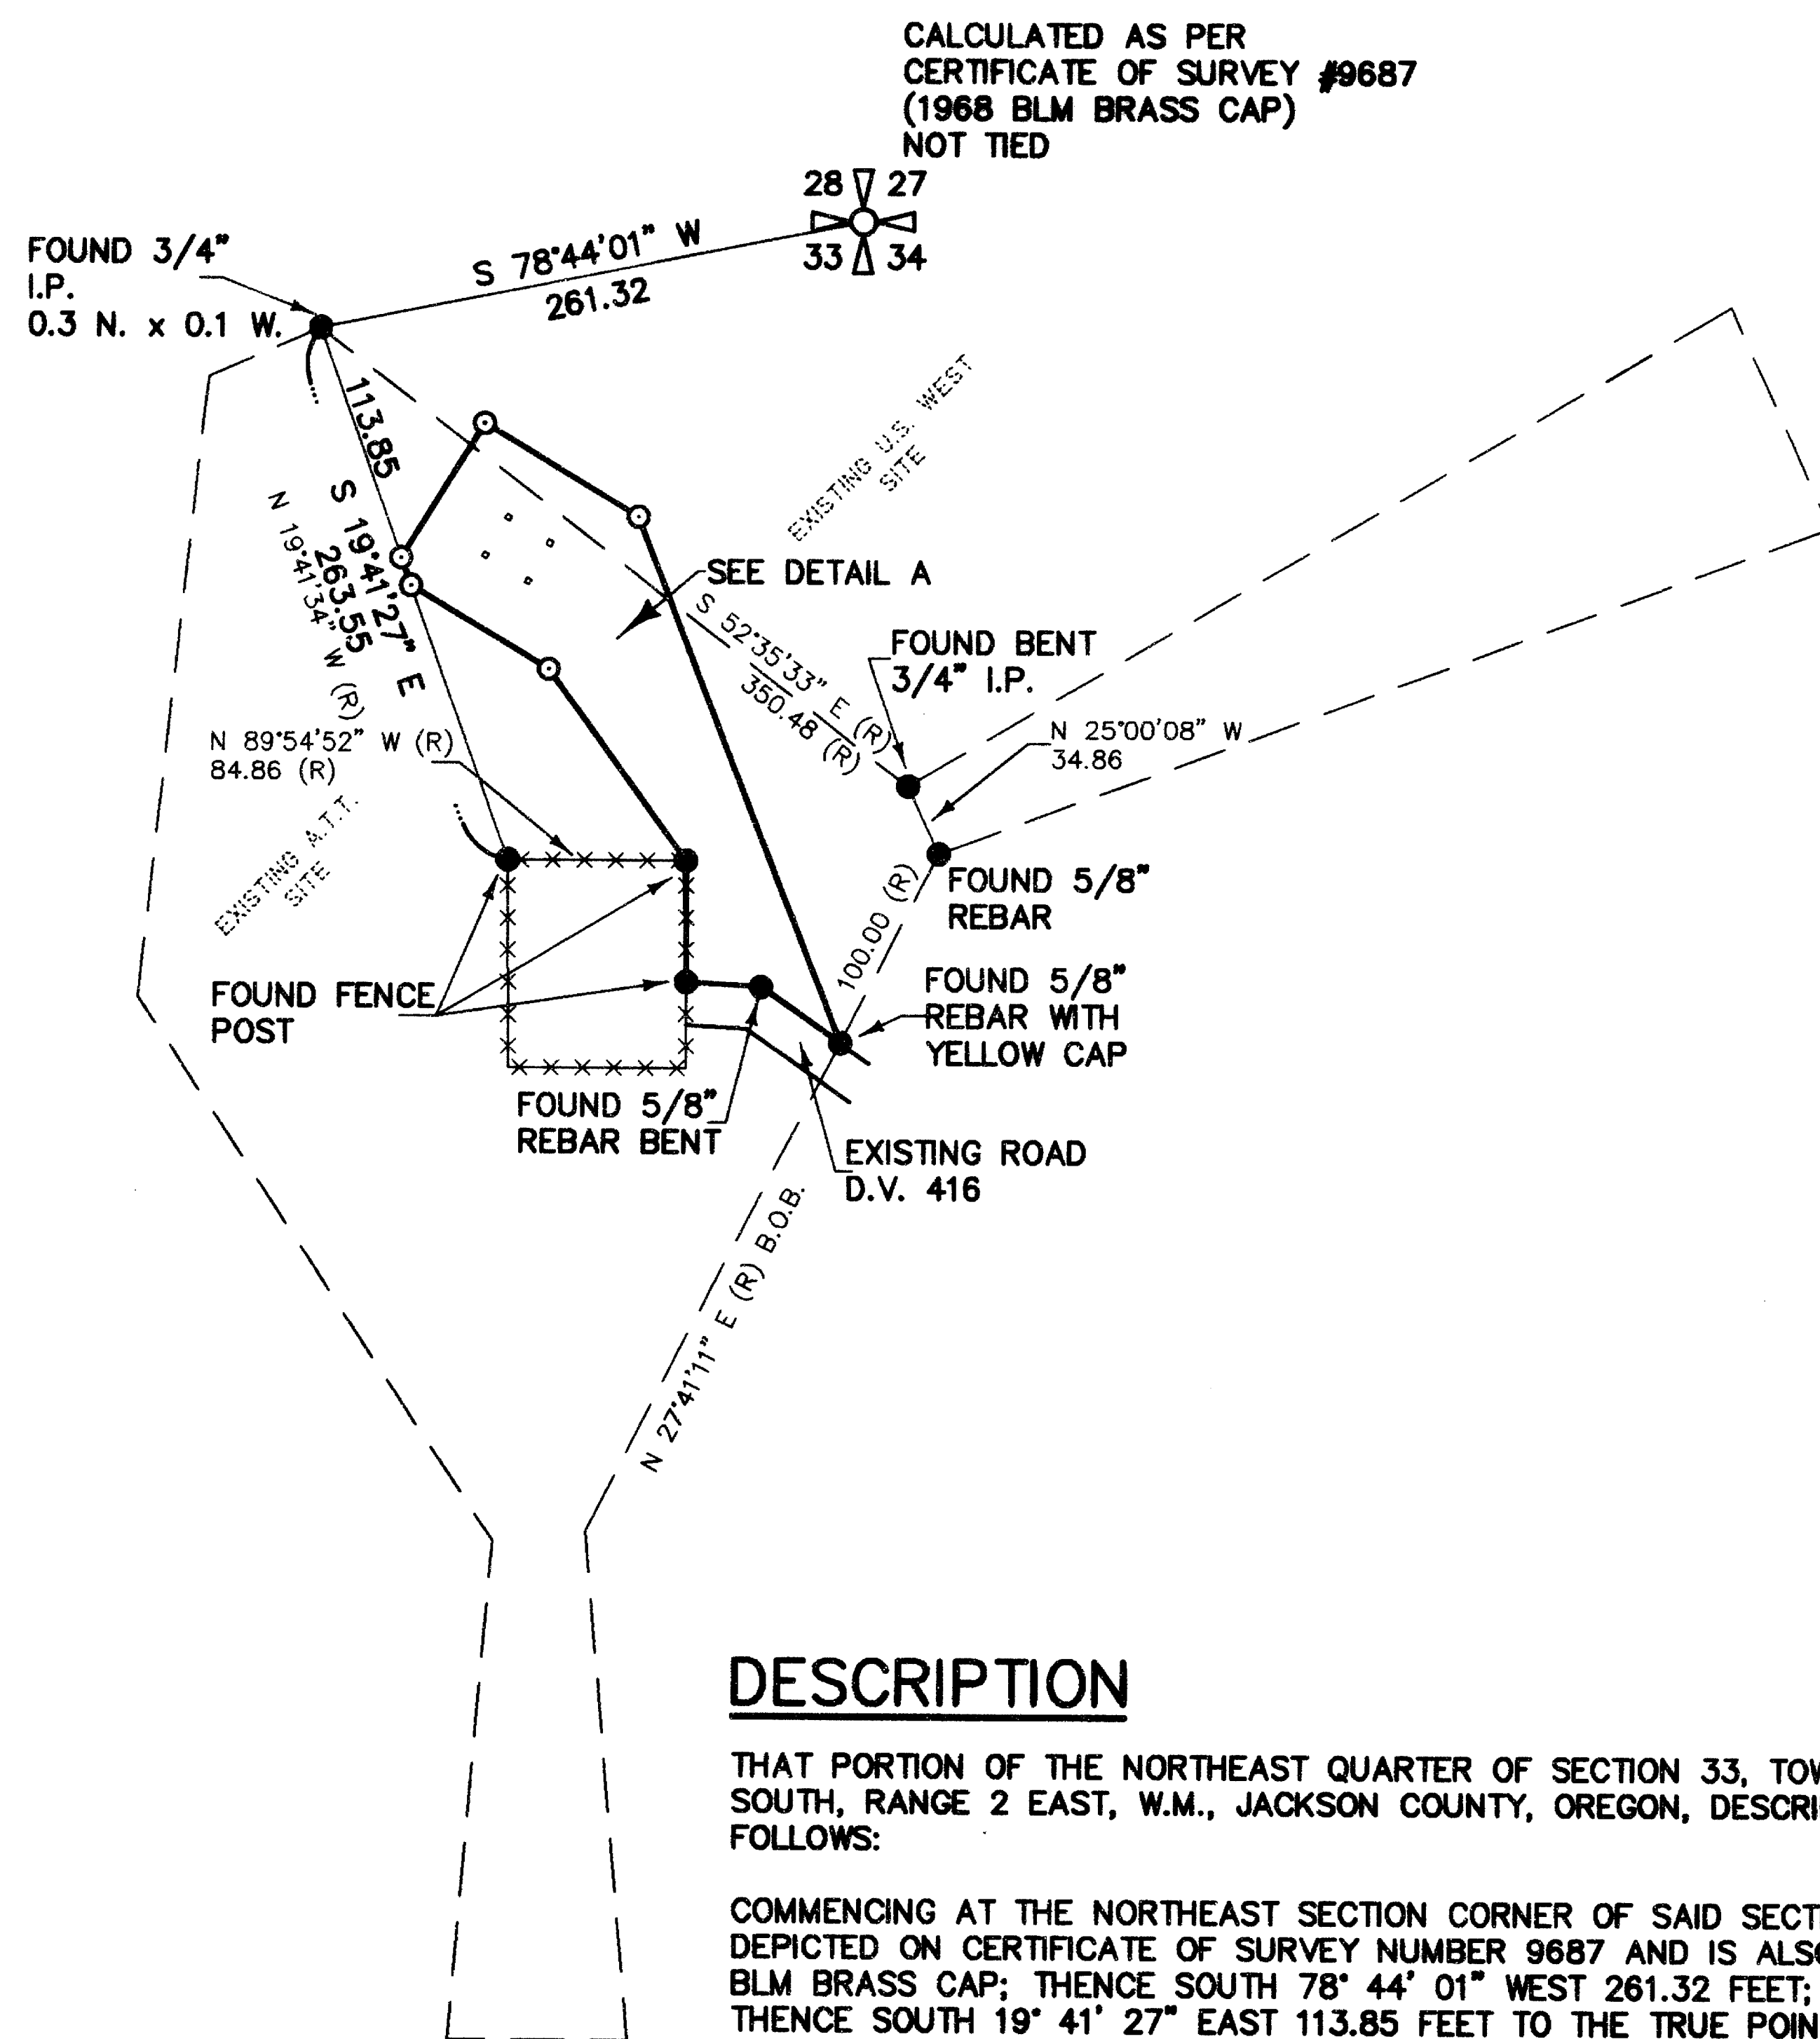 CALCULATED AS PER
CERTIFICATE OF SURVEY #9687
(1968 BLM BRASS CAP)
NOT TIED
28 27
33 34
FOUND 3/4"
I.P.
0.3 N. x 0.1 W.
S 78°44'01" W
261.32
113.85
S 19°41'27" E
263.55
N 19°41'34" W (R)
EXISTING U.S. WEST
SITE
SEE DETAIL A
S 52°35'33" E (R)
350.48 (R)
FOUND BENT
3/4" I.P.
N 25°00'08" W
34.86
N 89°54'52" W (R)
84.86 (R)
EXISTING A.T.T.
SITE
100.00 (R)
FOUND 5/8"
REBAR
FOUND FENCE
POST
FOUND 5/8"
REBAR WITH
YELLOW CAP
FOUND 5/8"
REBAR BENT
EXISTING ROAD
D.V. 416
N 27°41'11" E (R) B.O.B.
DESCRIPTION
THAT PORTION OF THE NORTHEAST QUARTER OF SECTION 33,
SOUTH, RANGE 2 EAST, W.M., JACKSON COUNTY, OREGON,
FOLLOWS:
COMMENCING AT THE NORTHEAST SECTION CORNER OF SAID
DEPICTED ON CERTIFICATE OF SURVEY NUMBER 9687 AND IS
BLM BRASS CAP; THENCE SOUTH 78° 44' 01" WEST 261.32 FEET;
THENCE SOUTH 19° 41' 27" EAST 113.85 FEET TO THE TRUE